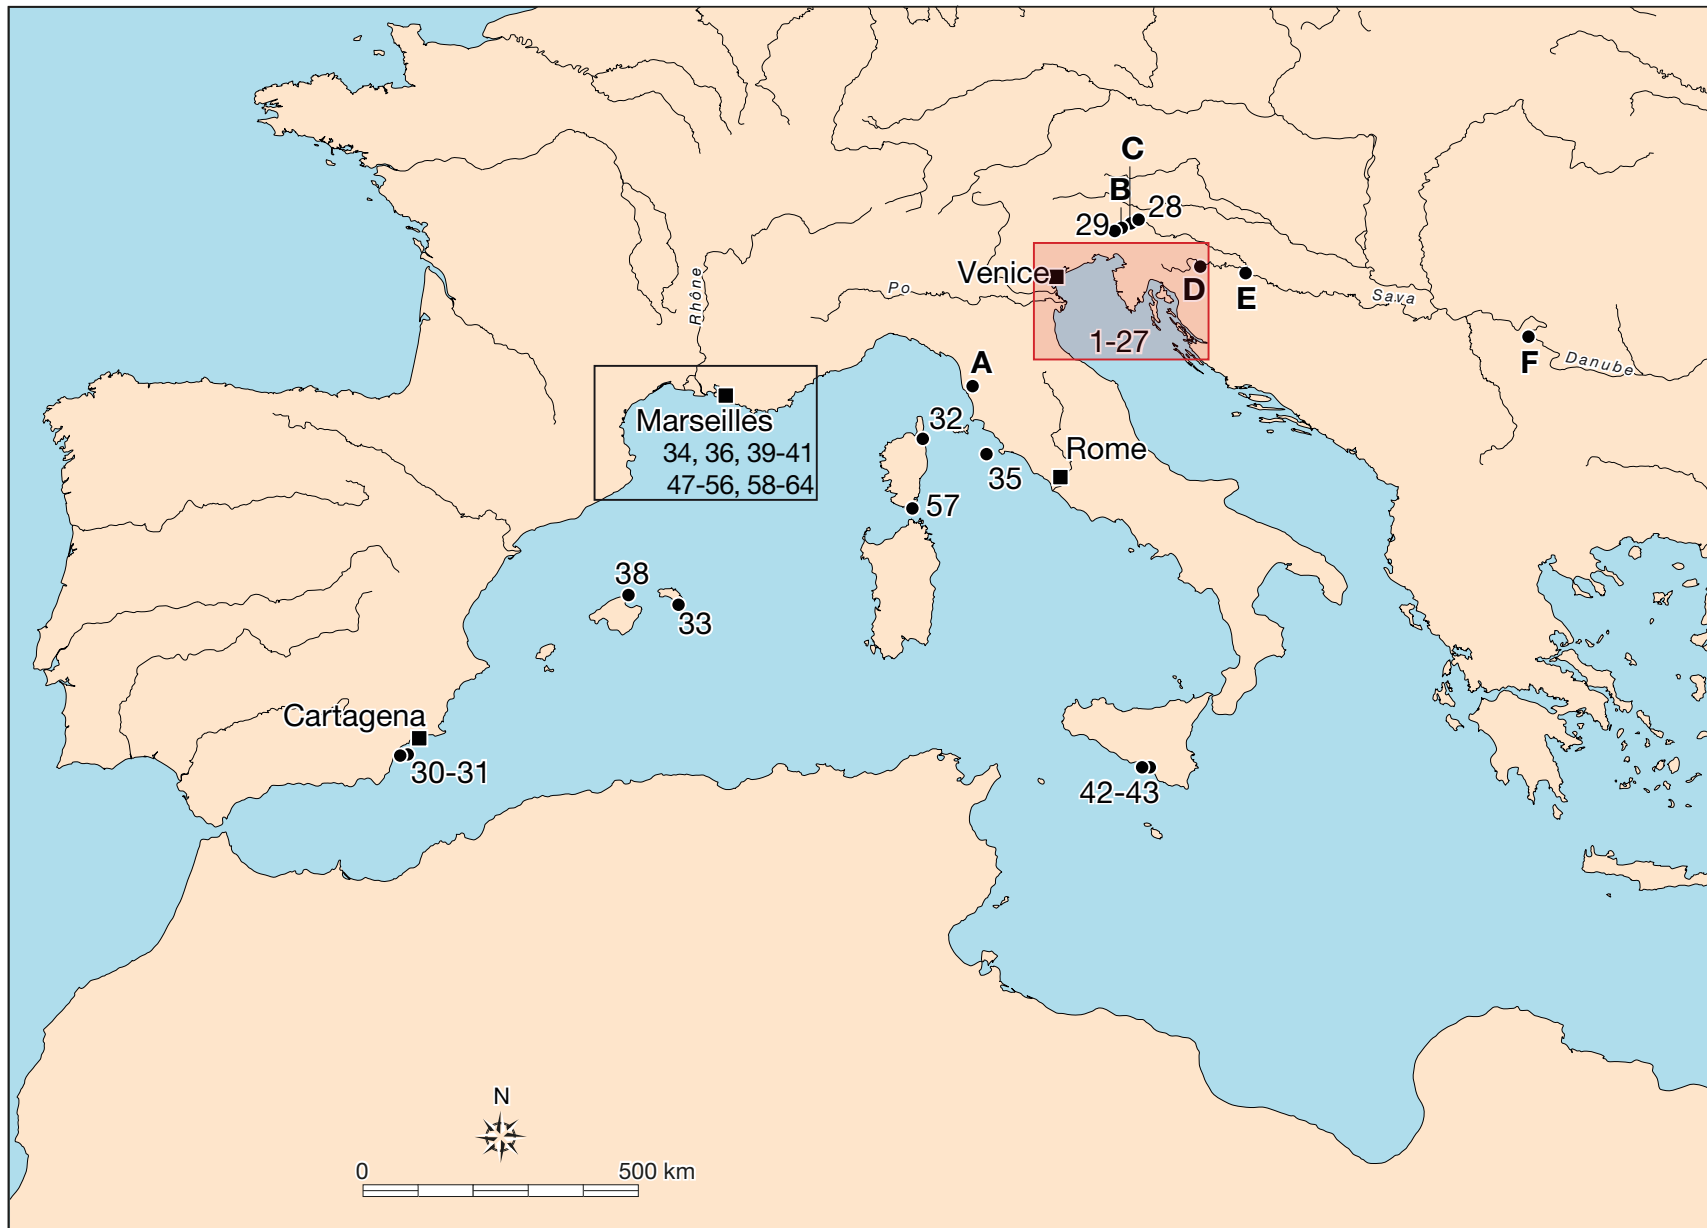 C
B
28
29
Venice
D
E
Rhône
Po
Sava
1-27
F
Danube
A
Marseilles
34, 36, 39-41
47-56, 58-64
32
Rome
35
57
38
33
Cartagena
30-31
42-43
N
0 500 km